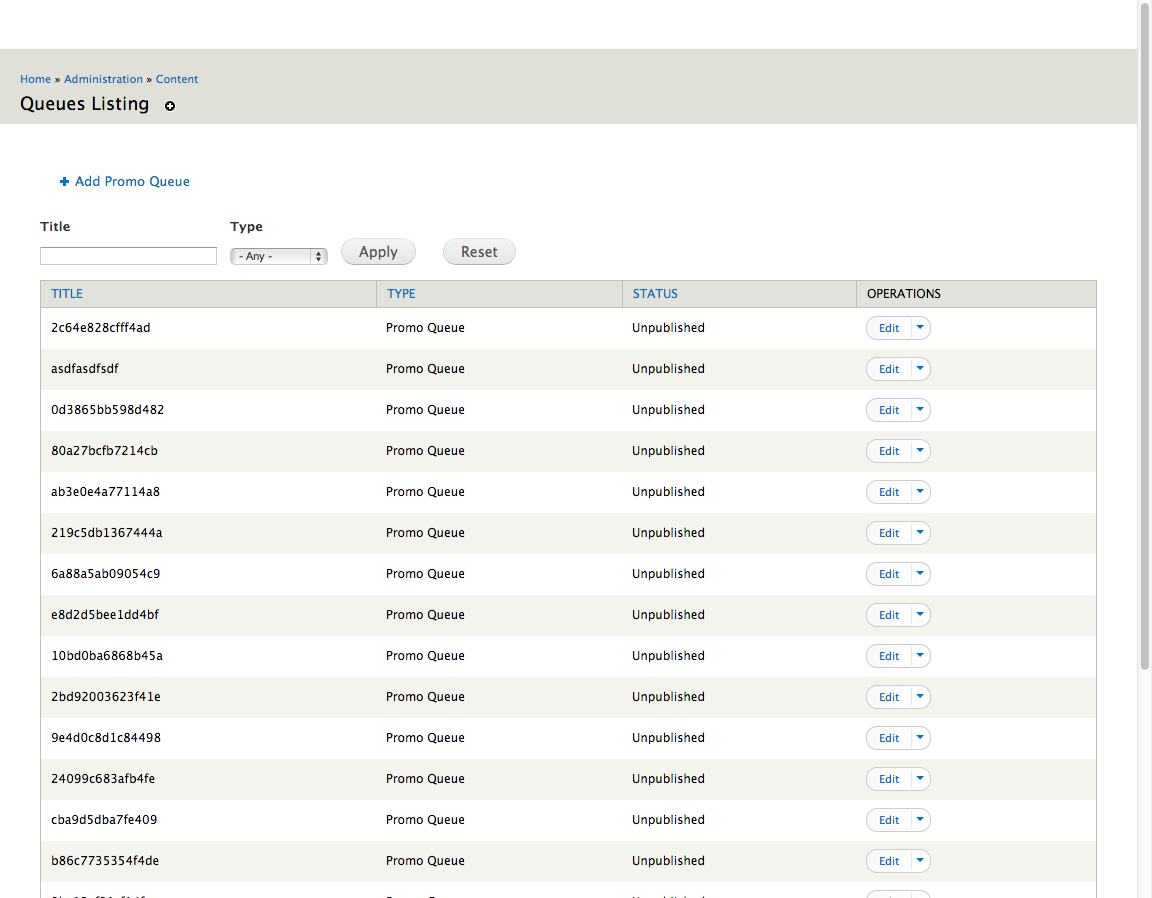 Home » Administration » Content
Queues Listing
Add Promo Queue
Title Type
- Any - Apply Reset
TITLE TYPE STATUS OPERATIONS
2c64e828cfff4ad Promo Queue Unpublished Edit
asdfasdfsdf Promo Queue Unpublished Edit
0d3865bb598d482 Promo Queue Unpublished Edit
80a27bcfb7214cb Promo Queue Unpublished Edit
ab3e0e4a77114a8 Promo Queue Unpublished Edit
219c5db1367444a Promo Queue Unpublished Edit
6a88a5ab09054c9 Promo Queue Unpublished Edit
e8d2d5bee1dd4bf Promo Queue Unpublished Edit
10bd0ba6868b45a Promo Queue Unpublished Edit
2bd92003623f41e Promo Queue Unpublished Edit
9e4d0c8d1c84498 Promo Queue Unpublished Edit
24099c683afb4fe Promo Queue Unpublished Edit
cba9d5dba7fe409 Promo Queue Unpublished Edit
b86c7735354f4de Promo Queue Unpublished Edit